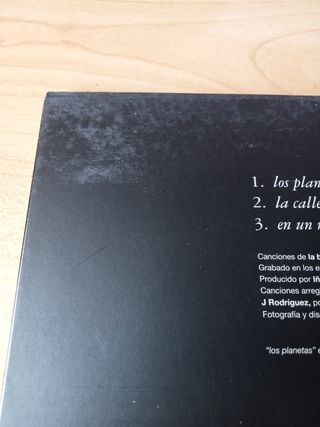 1. los plan
2. la calle
3. en un
Canciones de la b
Grabado en los e
Producido por Iñ
Canciones arreg
J Rodriguez, po
Fotografía y dis
"los planetas" e